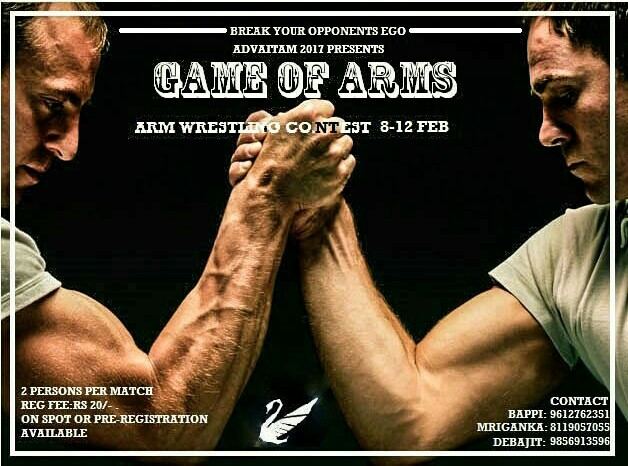 BREAK YOUR OPPONENTS EGO
ADVAITAM 2017 PRESENTS
GAME OF ARMS
ARM WRESTLING CONTEST 8-12 FEB
2 PERSONS PER MATCH
REG FEE:RS 20/-
ON SPOT OR PRE-REGISTRATION
AVAILABLE
CONTACT
BAPPI: 9612762351
MRIGANKA: 8119057055
DEBAJIT: 9856913596